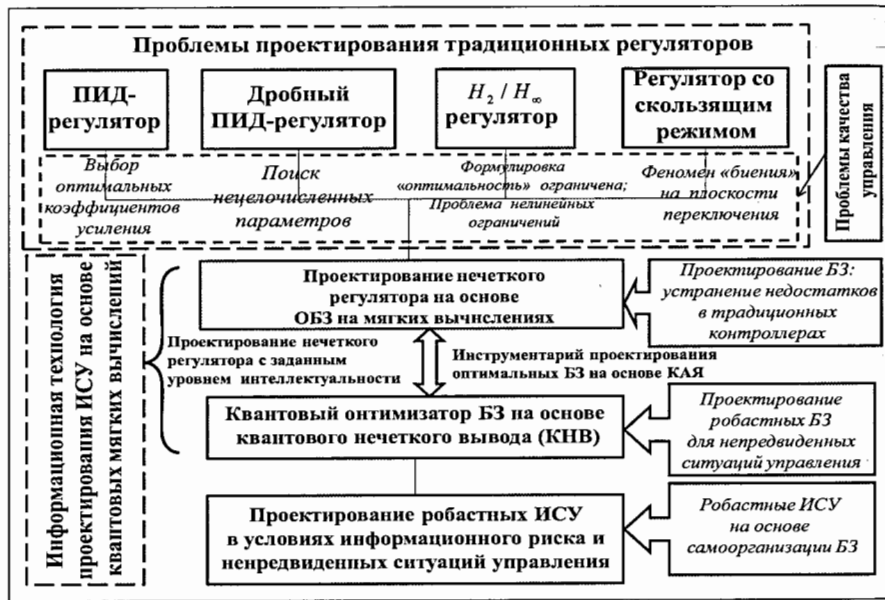 Проблемы проектирования традиционных регуляторов
ПИД-
регулятор
Дробный
ПИД-регулятор
H₂ / H∞
регулятор
Регулятор со
скользящим
режимом
Проблемы качества
управления
Выбор
оптимальных
коэффициентов
усиления
Поиск
нецелочисленных
параметров
Формулировка
«оптимальность» ограничена;
Проблема нелинейных
ограничений
Феномен «биения»
на плоскости
переключения
Информационная технология
проектирования ИСУ на основе
квантовых мягких вычислений
Проектирование нечеткого
регулятора на основе
ОБЗ на мягких вычислениях
Проектирование БЗ:
устранение недостатков
в традиционных
контроллерах
Проектирование нечеткого
регулятора с заданным
уровнем интеллектуальности
Инструментарий проектирования
оптимальных БЗ на основе КАЯ
Квантовый онтимизатор БЗ на основе
квантового нечеткого вывода (КНВ)
Проектирование
робастных БЗ
для непредвиденных
ситуаций управления
Проектирование робастных ИСУ
в условиях информационного риска и
ненредвиденных ситуаций управления
Робастные ИСУ
на основе
самоорганизации БЗ